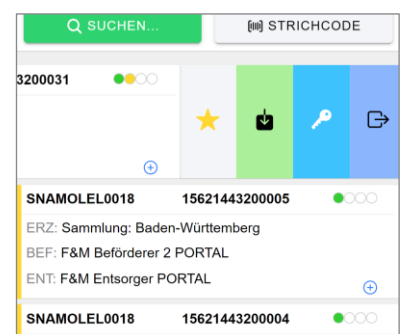 SUCHEN...
STRICHCODE
3200031
SNAMOLEL0018 15621443200005
ERZ: Sammlung: Baden-Württemberg
BEF: F&M Beförderer 2 PORTAL
ENT: F&M Entsorger PORTAL
SNAMOLEL0018 15621443200004